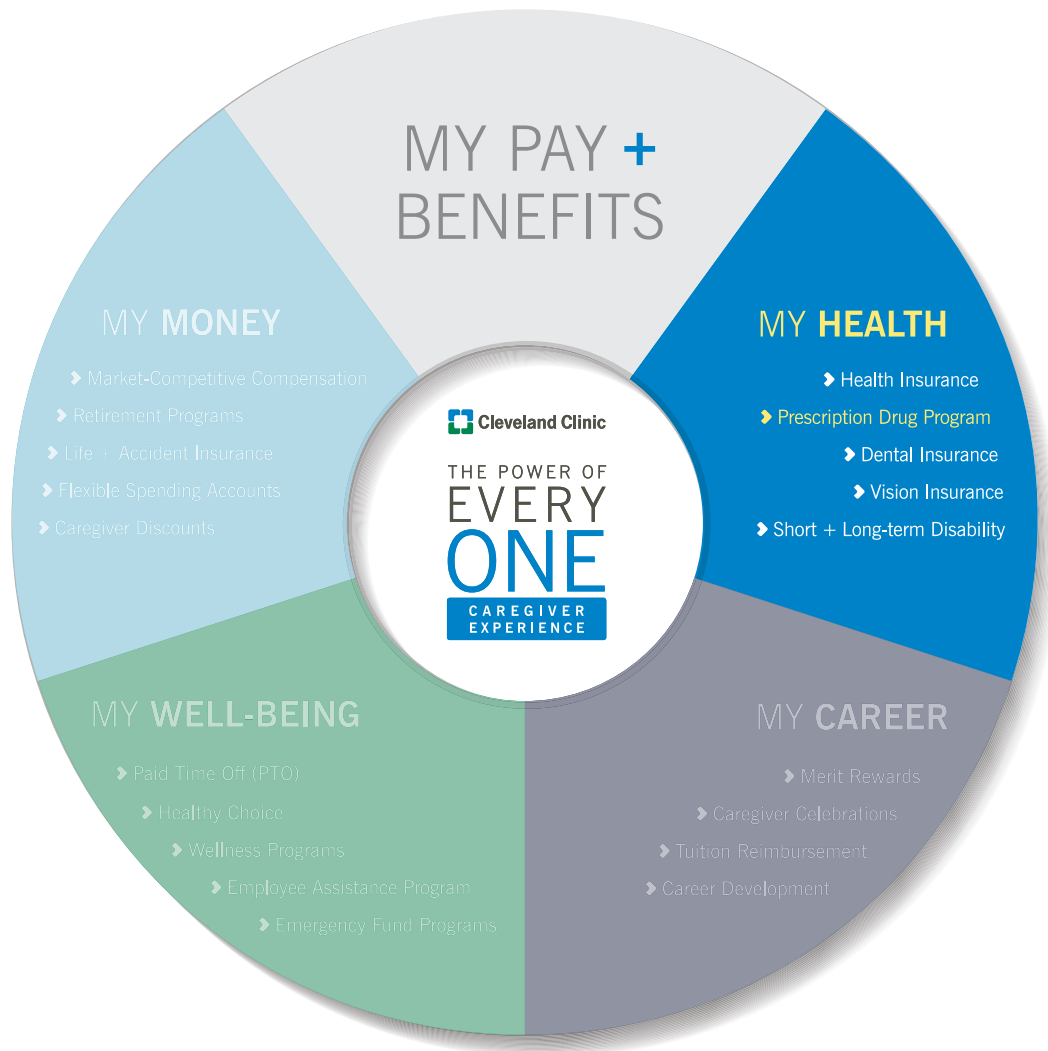 MY PAY +
BENEFITS
MY MONEY
Market-Competitive Compensation
Retirement Programs
Life + Accident Insurance
Flexible Spending Accounts
Caregiver Discounts
MY HEALTH
Health Insurance
Prescription Drug Program
Dental Insurance
Vision Insurance
Short + Long-term Disability
Cleveland Clinic
THE POWER OF
EVERY
ONE
CAREGIVER
EXPERIENCE
MY WELL-BEING
Paid Time Off (PTO)
Healthy Choice
Wellness Programs
Employee Assistance Program
Emergency Fund Programs
MY CAREER
Merit Rewards
Caregiver Celebrations
Tuition Reimbursement
Career Development